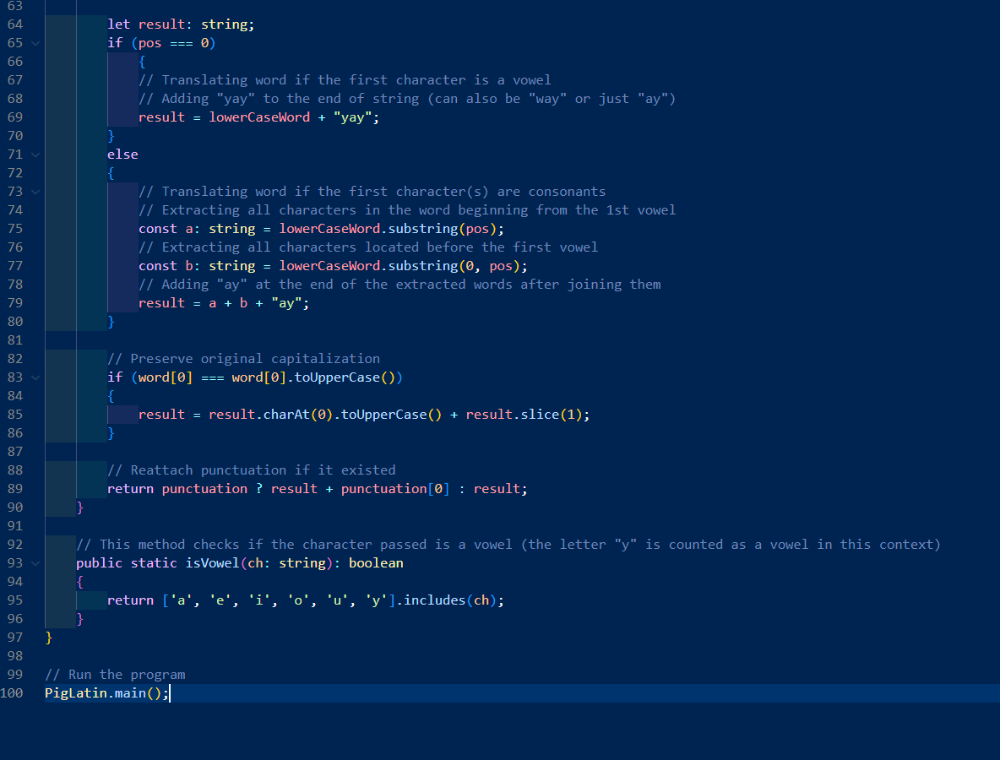 63
64 let result: string;
65 if (pos === 0)
66 {
67 // Translating word if the first character is a vowel
68 // Adding "yay" to the end of string (can also be "way" or just "ay")
69 result = lowerCaseWord + "yay";
70 }
71 else
72 {
73 // Translating word if the first character(s) are consonants
74 // Extracting all characters in the word beginning from the 1st vowel
75 const a: string = lowerCaseWord.substring(pos);
76 // Extracting all characters located before the first vowel
77 const b: string = lowerCaseWord.substring(0, pos);
78 // Adding "ay" at the end of the extracted words after joining them
79 result = a + b + "ay";
80 }
81
82 // Preserve original capitalization
83 if (word[0] === word[0].toUpperCase())
84 {
85 result = result.charAt(0).toUpperCase() + result.slice(1);
86 }
87
88 // Reattach punctuation if it existed
89 return punctuation ? result + punctuation[0] : result;
90 }
91
92 // This method checks if the character passed is a vowel (the letter "y" is counted as a vowel in this context)
93 public static isVowel(ch: string): boolean
94 {
95 return ['a', 'e', 'i', 'o', 'u', 'y'].includes(ch);
96 }
97 }
98
99 // Run the program
100 PigLatin.main();